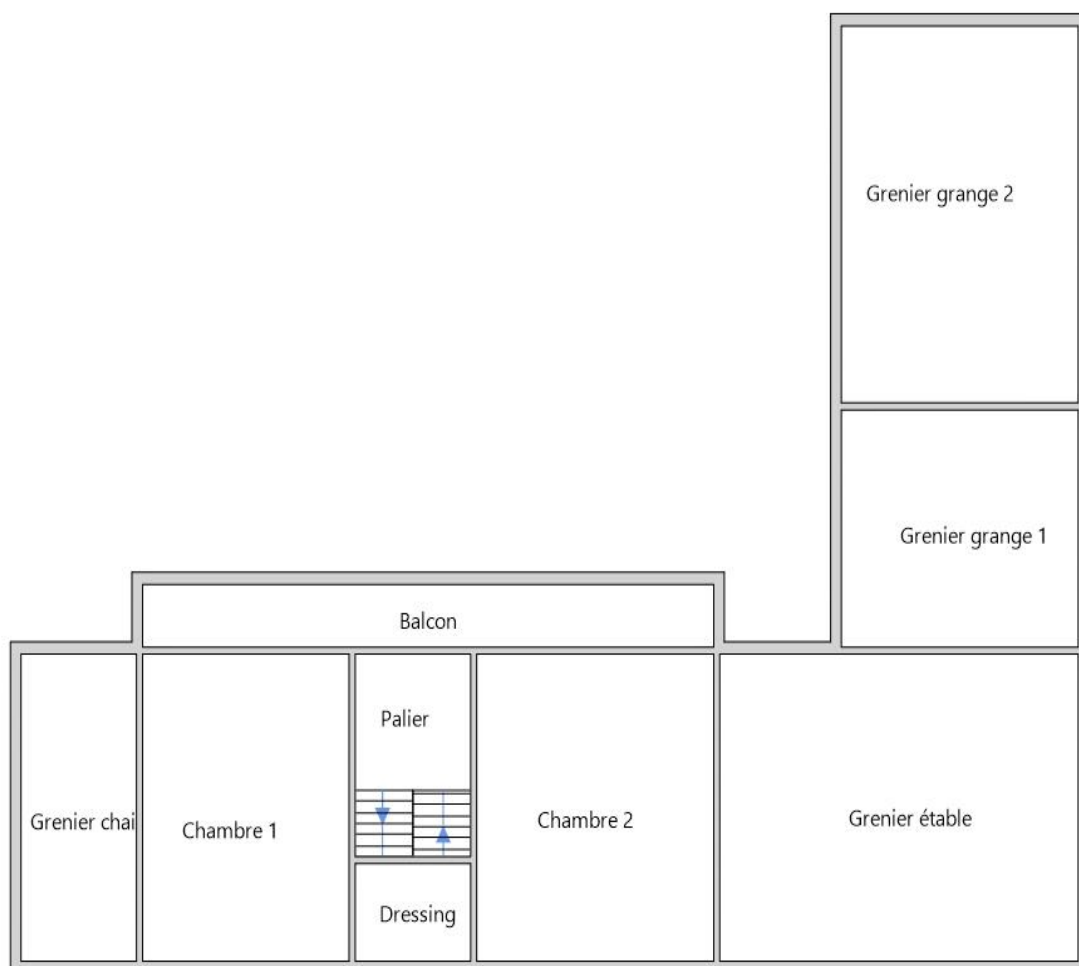 Grenier grange 2
Grenier grange 1
Balcon
Palier
Grenier chai
Chambre 1
Chambre 2
Grenier étable
Dressing